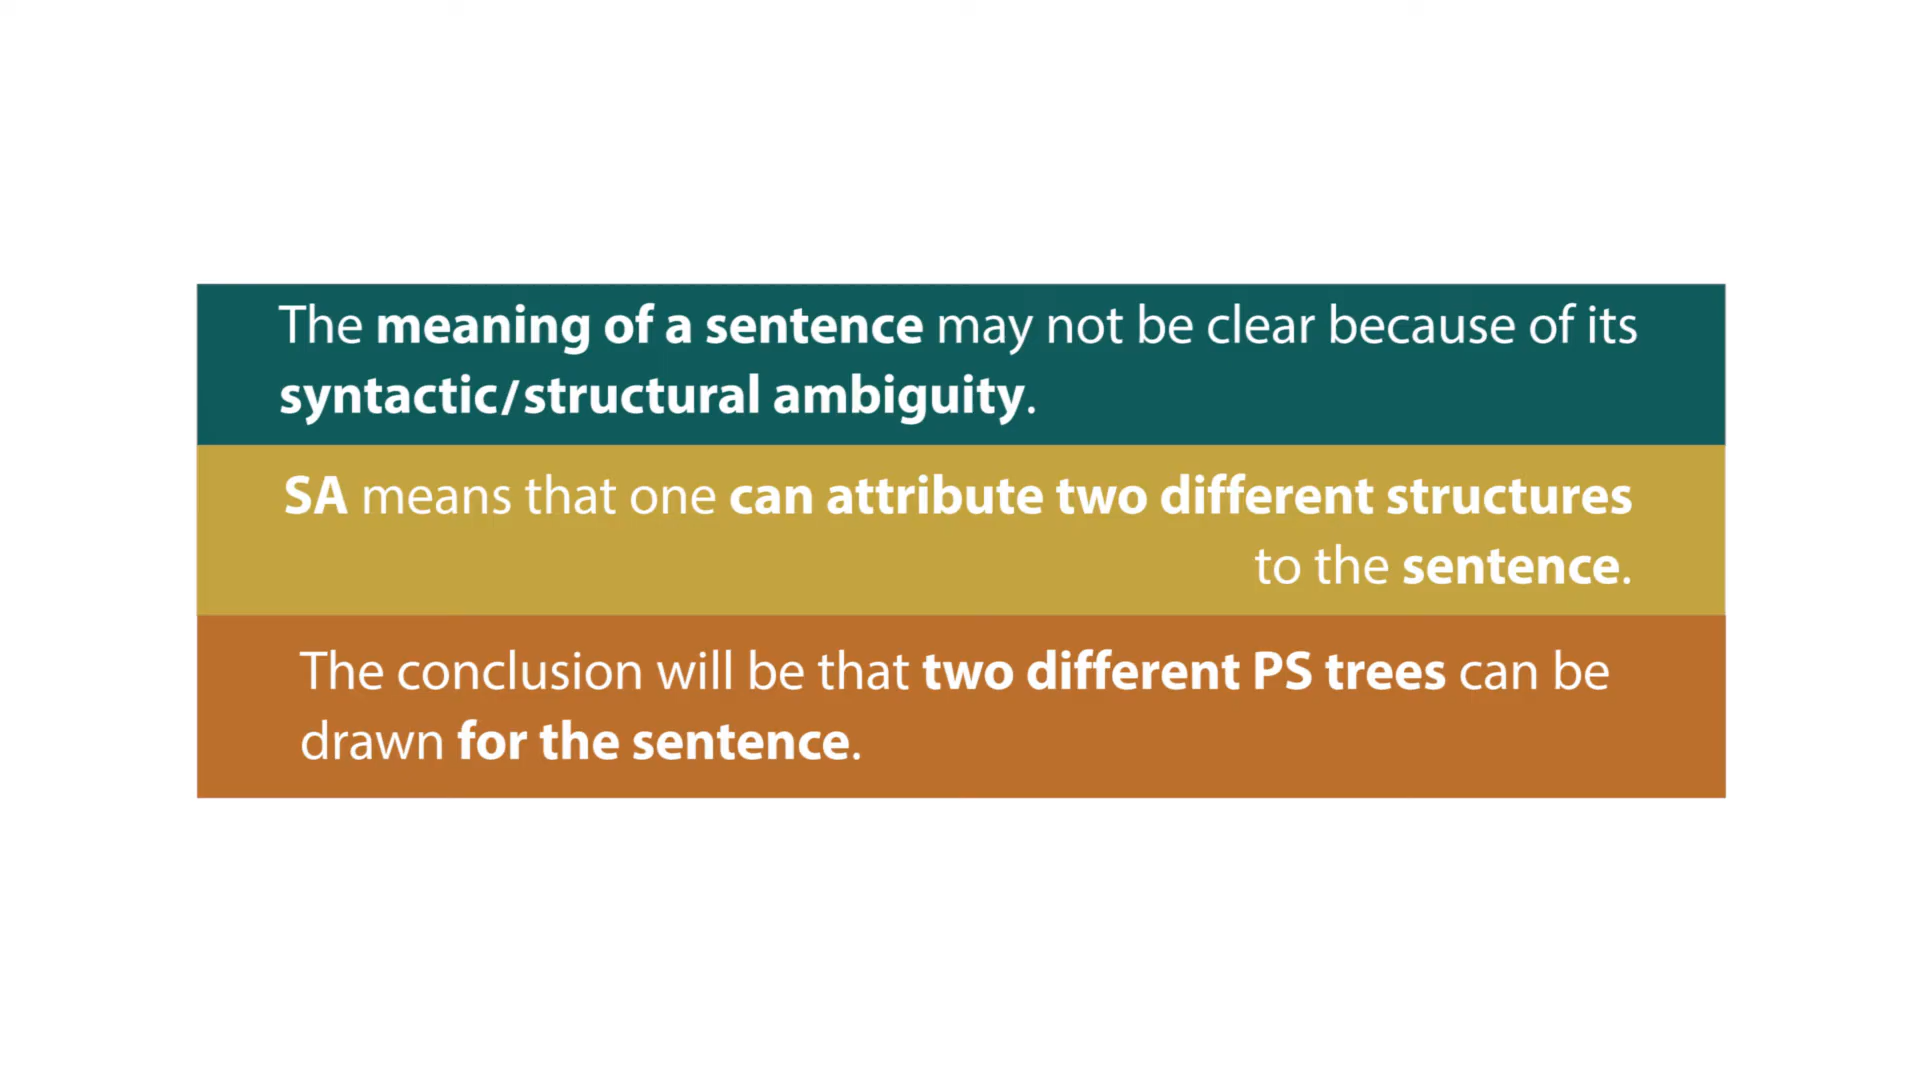 The meaning of a sentence may not be clear because of its
syntactic/structural ambiguity.
SA means that one can attribute two different structures
to the sentence.
The conclusion will be that two different PS trees can be
drawn for the sentence.